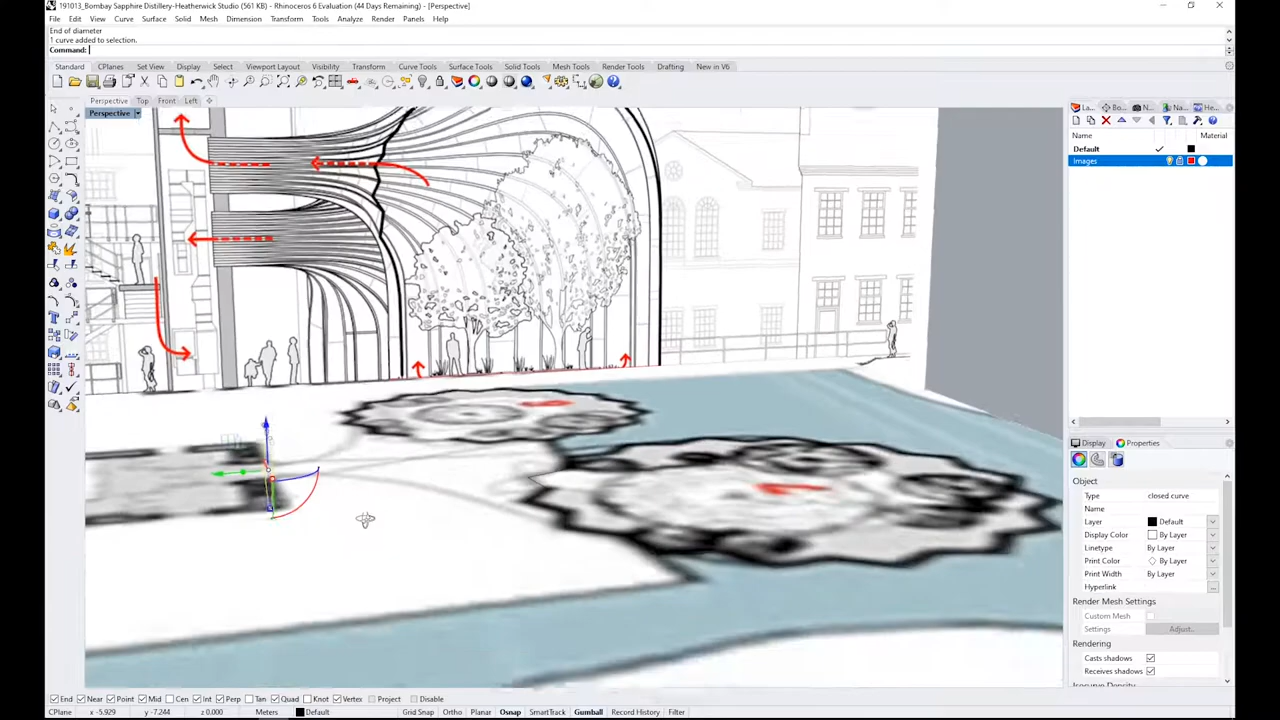 191013_Bombay Sapphire Distillery-Heatherwick Studio (561 KB) - Rhinoceros 6 Evaluation (44 Days Remaining) - [Perspective]
File Edit View Curve Surface Solid Mesh Dimension Transform Tools Analyze Render Panels Help
End of diameter
1 curve added to selection.
Command:
Standard CPlanes Set View Display Select Viewport Layout Visibility Transform Curve Tools Surface Tools Solid Tools Mesh Tools Render Tools Drafting New in V6
Perspective Top Front Left
Perspective
La... Bo... N... Na... He...
Name Material
Default
Images
Display Properties
Object
Type closed curve
Name
Layer Default
Display Color By Layer
Linetype By Layer
Print Color By Layer
Print Width By Layer
Hyperlink ...
Render Mesh Settings
Custom Mesh
Settings Adjust...
Rendering
Casts shadows
Receives shadows
Isocurve Density
End Near Point Mid Cen Int Perp Tan Quad Knot Vertex Project Disable
CPlane x -5.929 y -7.244 z 0.000 Meters Default Grid Snap Ortho Planar Osnap SmartTrack Gumball Record History Filter